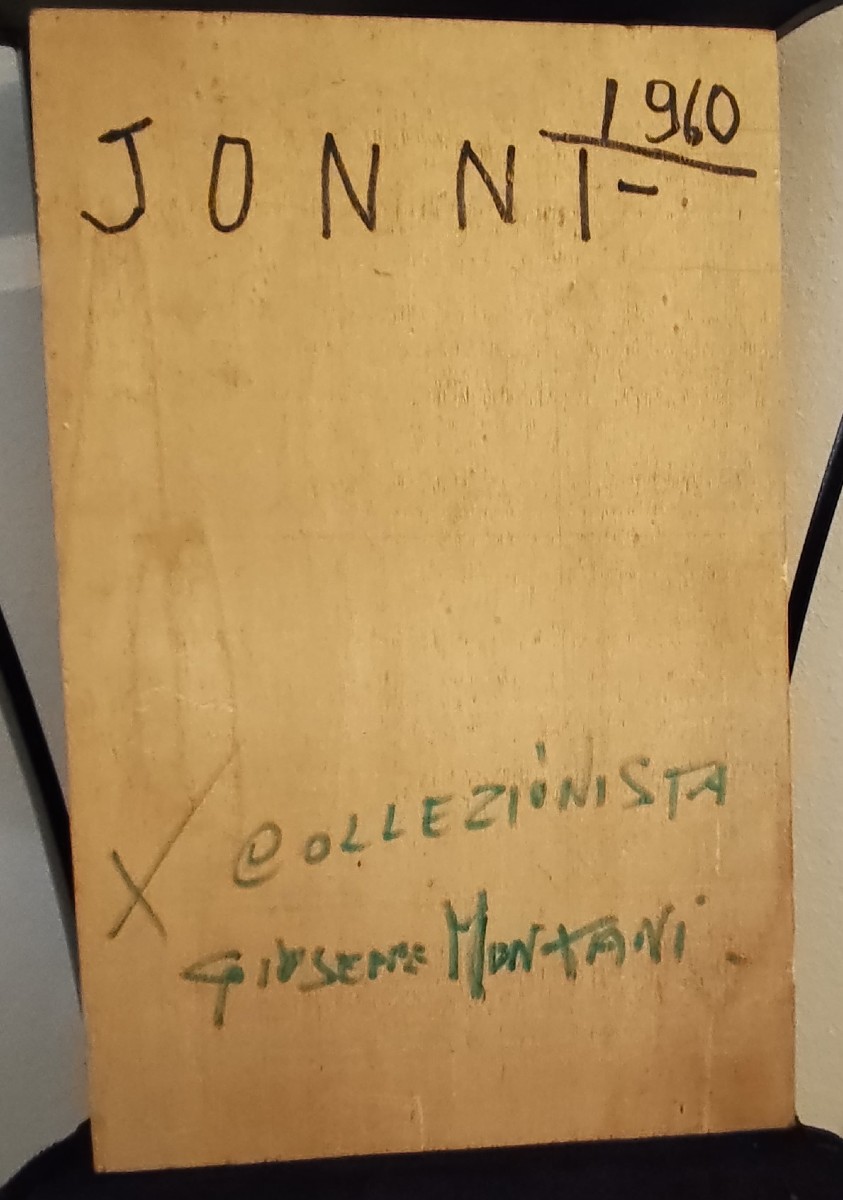 1960
JONNI-
X COLLEZIONISTA
GIUSEPPE MONTANI.